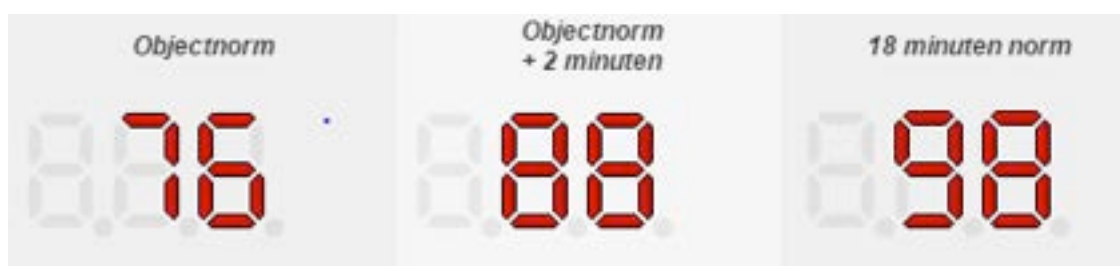 Objectnorm
76
Objectnorm
+ 2 minuten
88
18 minuten norm
98